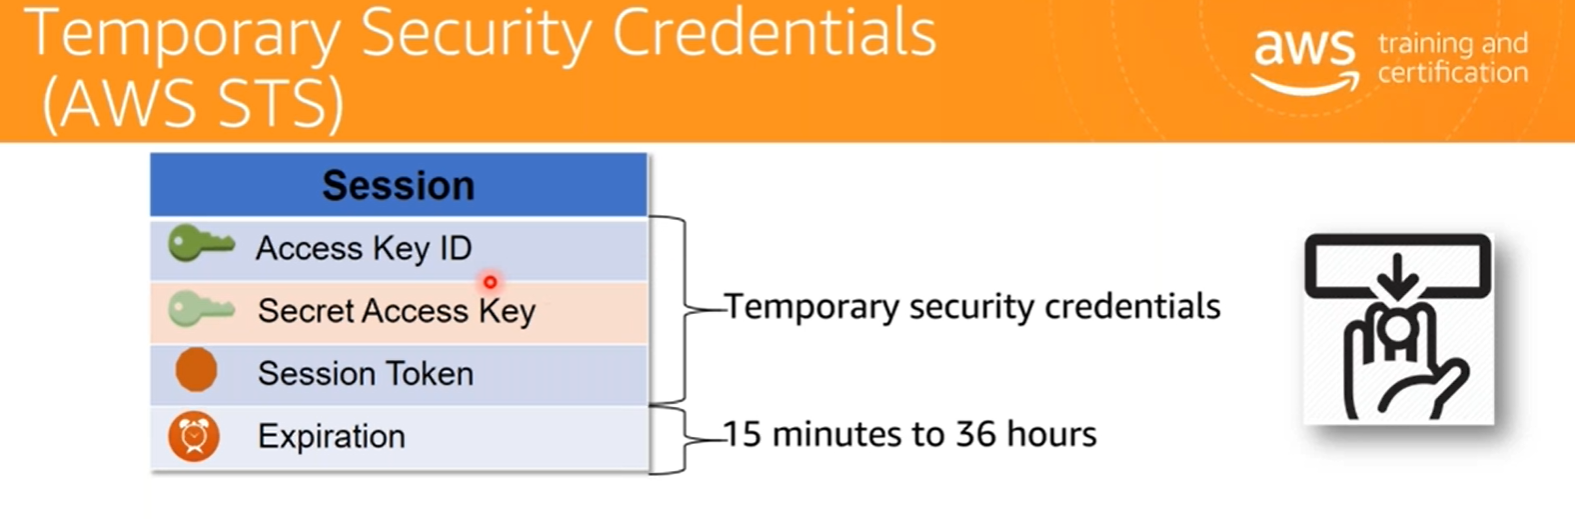 Temporary Security Credentials
(AWS STS)
aws training and
certification
Session
Access Key ID
Secret Access Key
Session Token
Expiration
Temporary security credentials
15 minutes to 36 hours